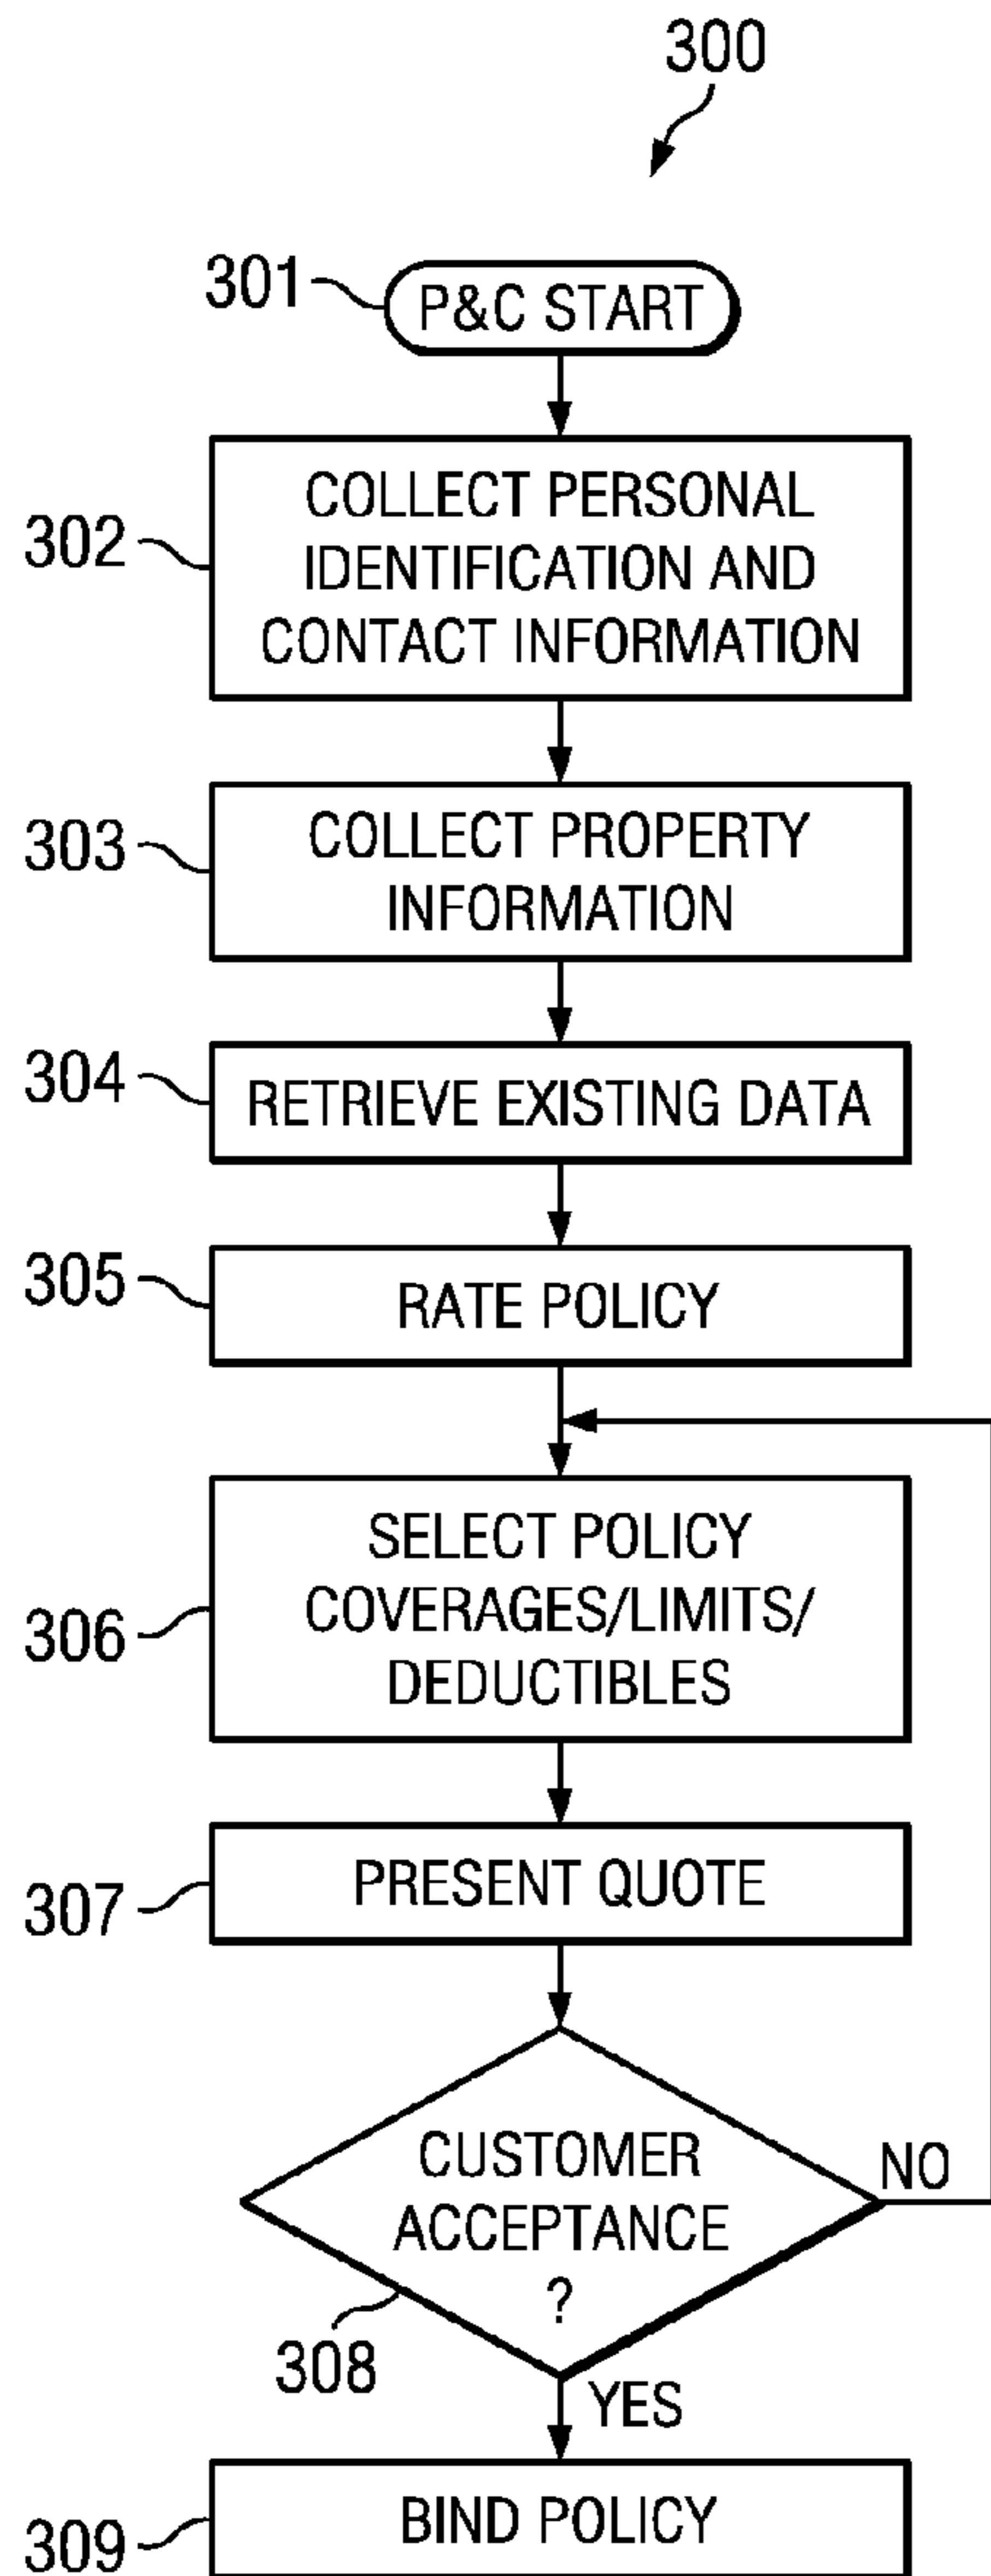 300
301
P&C START
302
COLLECT PERSONAL
IDENTIFICATION AND
CONTACT INFORMATION
303
COLLECT PROPERTY
INFORMATION
304
RETRIEVE EXISTING DATA
305
RATE POLICY
306
SELECT POLICY
COVERAGES/LIMITS/
DEDUCTIBLES
307
PRESENT QUOTE
CUSTOMER
ACCEPTANCE
?
NO
308
YES
309
BIND POLICY